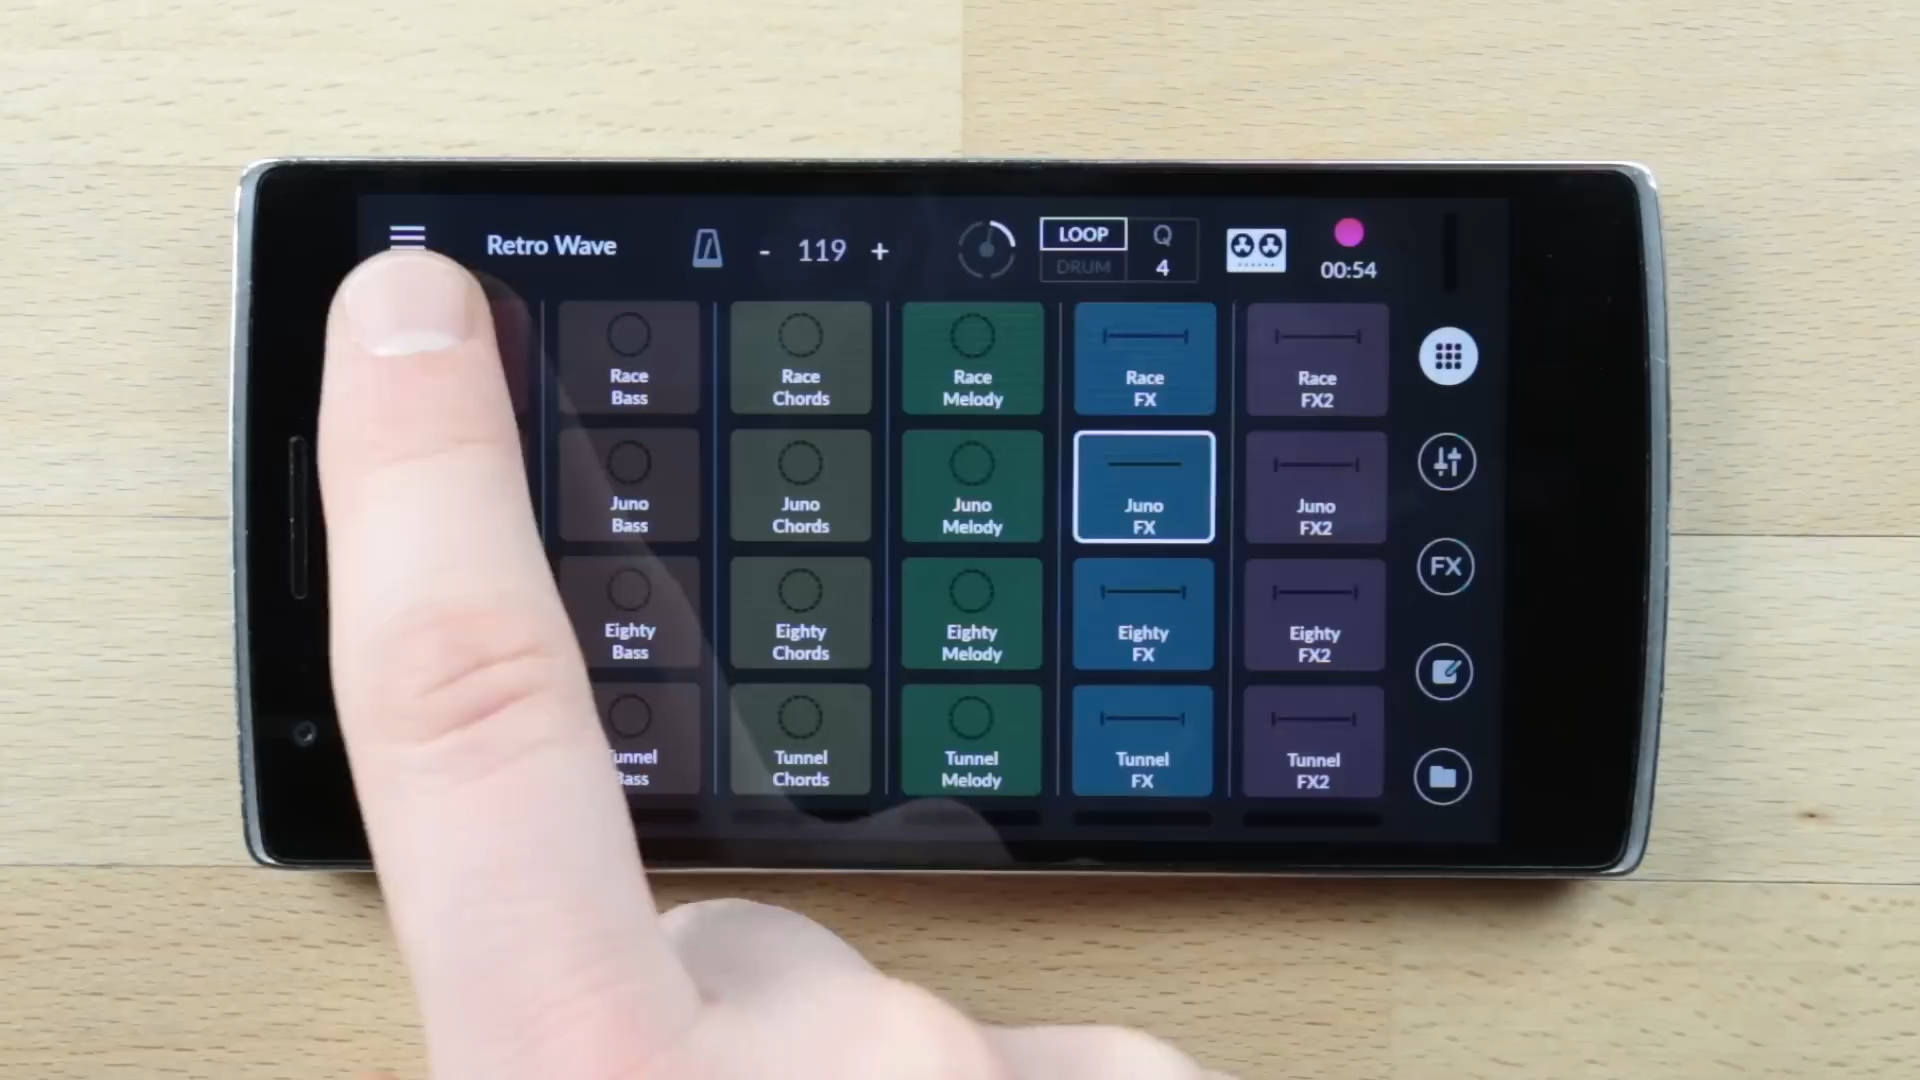 Retro Wave
- 119 +
LOOP
DRUM
Q
4
00:54
Race
Bass
Race
Chords
Race
Melody
Race
FX
Race
FX2
Juno
Bass
Juno
Chords
Juno
Melody
Juno
FX
Juno
FX2
Eighty
Bass
Eighty
Chords
Eighty
Melody
Eighty
FX
Eighty
FX2
FX
Tunnel
Bass
Tunnel
Chords
Tunnel
Melody
Tunnel
FX
Tunnel
FX2